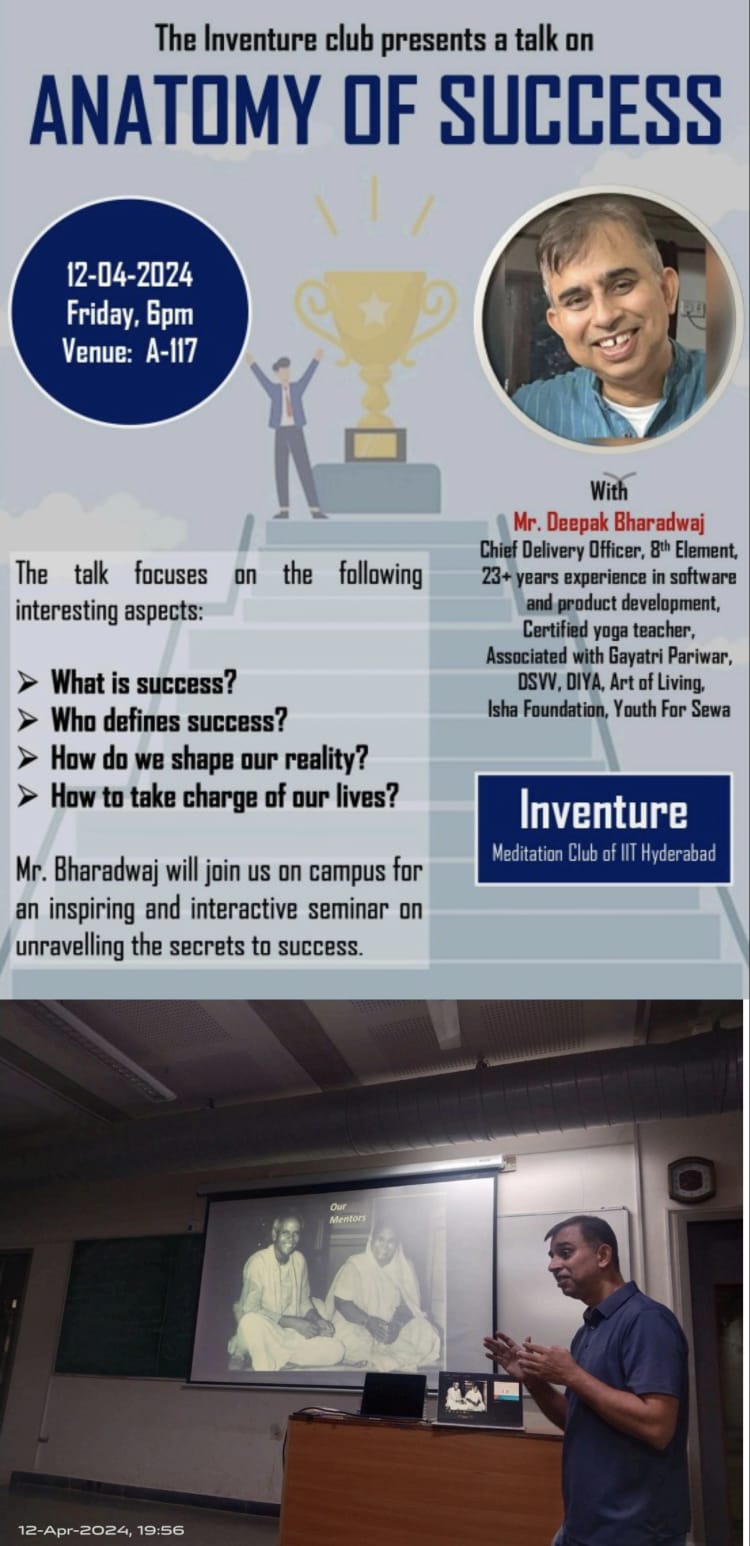 The Inventure club presents a talk on
ANATOMY OF SUCCESS
12-04-2024
Friday, 6pm
Venue: A-117
With
Mr. Deepak Bharadwaj
Chief Delivery Officer, 8th Element,
23+ years experience in software
and product development,
Certified yoga teacher,
Associated with Gayatri Pariwar,
DSVV, DIYA, Art of Living,
Isha Foundation, Youth For Sewa
The talk focuses on the following
interesting aspects:
➤ What is success?
➤ Who defines success?
➤ How do we shape our reality?
➤ How to take charge of our lives?
Mr. Bharadwaj will join us on campus for
an inspiring and interactive seminar on
unravelling the secrets to success.
Inventure
Meditation Club of IIT Hyderabad
Our
Mentors
12-Apr-2024, 19:56